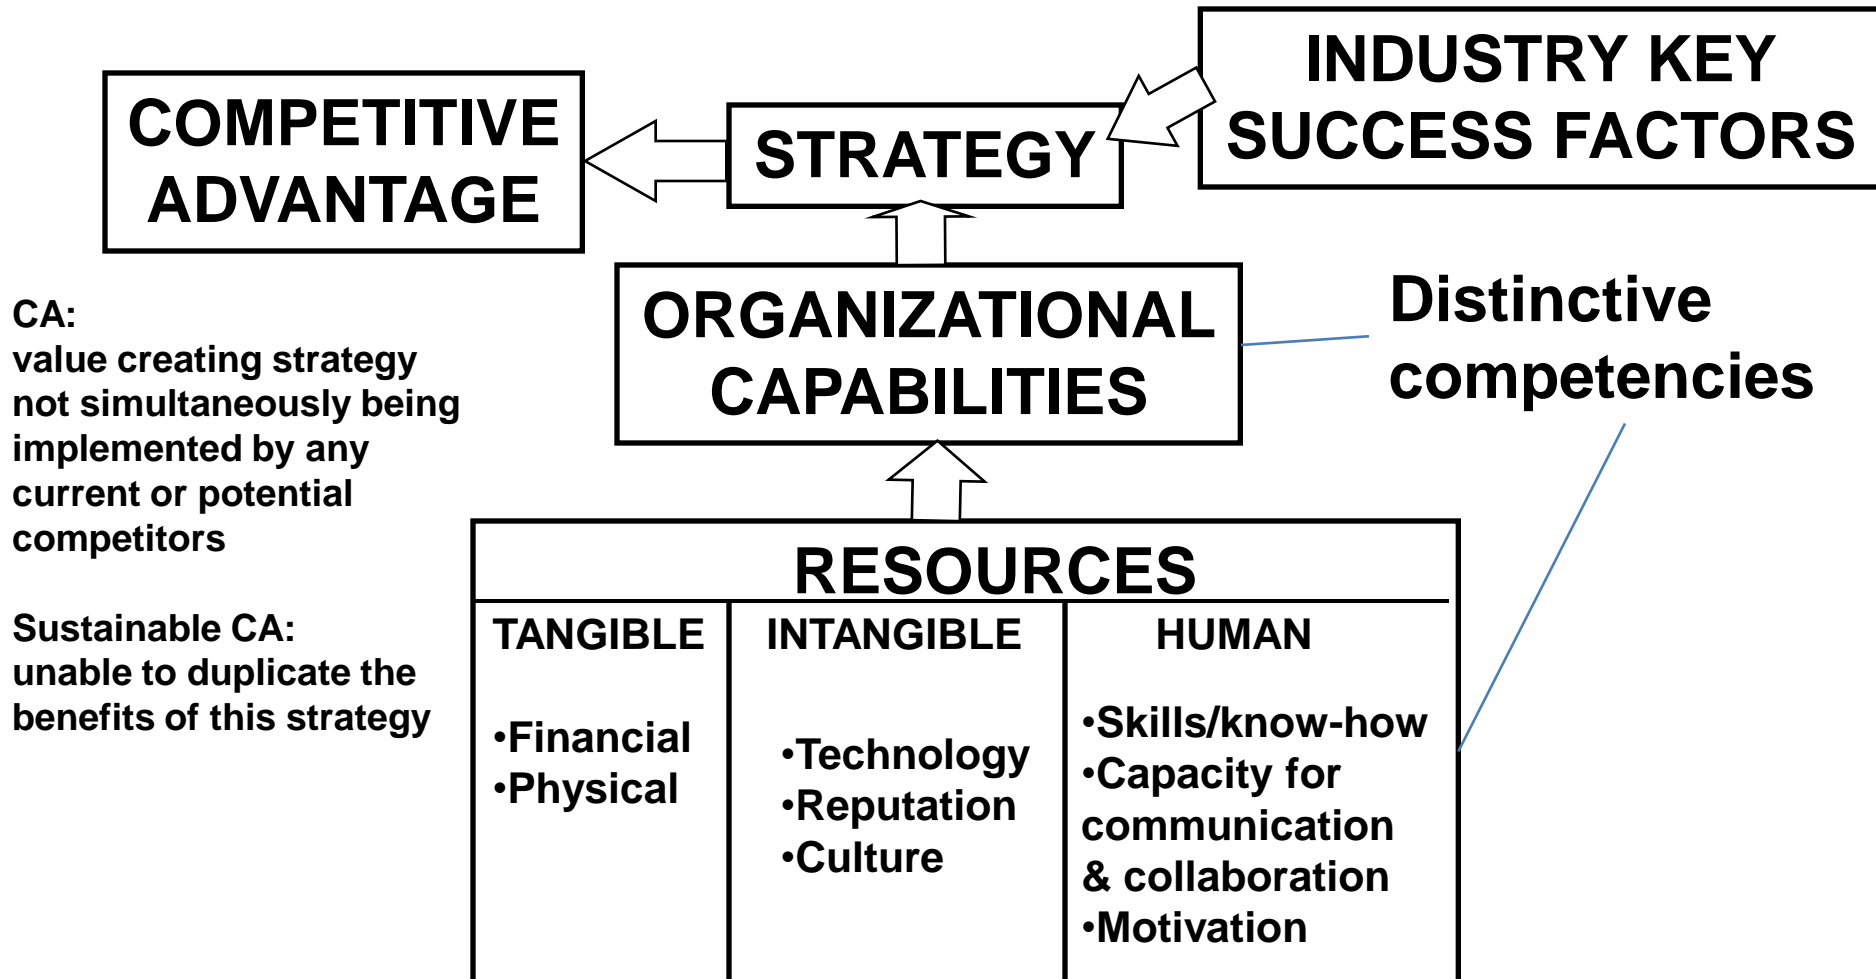 INDUSTRY KEY
SUCCESS FACTORS
COMPETITIVE
ADVANTAGE
STRATEGY
ORGANIZATIONAL
CAPABILITIES
Distinctive
competencies
CA:
value creating strategy
not simultaneously being
implemented by any
current or potential
competitors
Sustainable CA:
unable to duplicate the
benefits of this strategy
RESOURCES
TANGIBLE
•Financial
•Physical
INTANGIBLE
•Technology
•Reputation
•Culture
HUMAN
•Skills/know-how
•Capacity for
communication
& collaboration
•Motivation